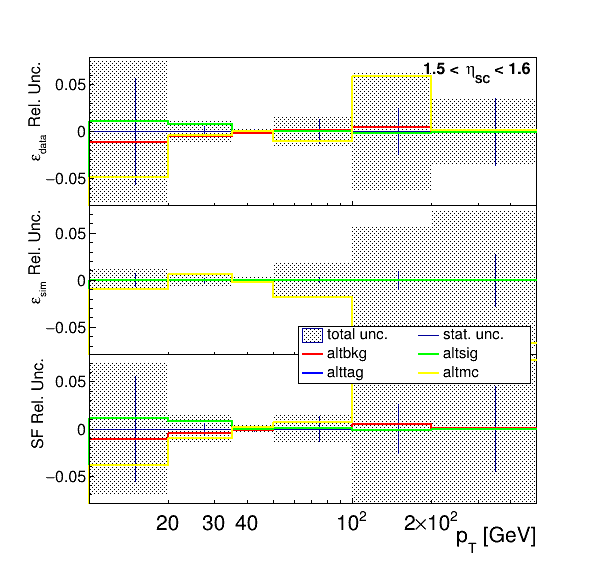 1.5 < η_SC < 1.6
ε_data Rel. Unc.
0.05
0
−0.05
ε_sim Rel. Unc.
0.05
0
−0.05
total unc.
stat. unc.
altbkg
altsig
alttag
altmc
SF Rel. Unc.
0.05
0
−0.05
20 30 40 10² 2×10²
p_T [GeV]